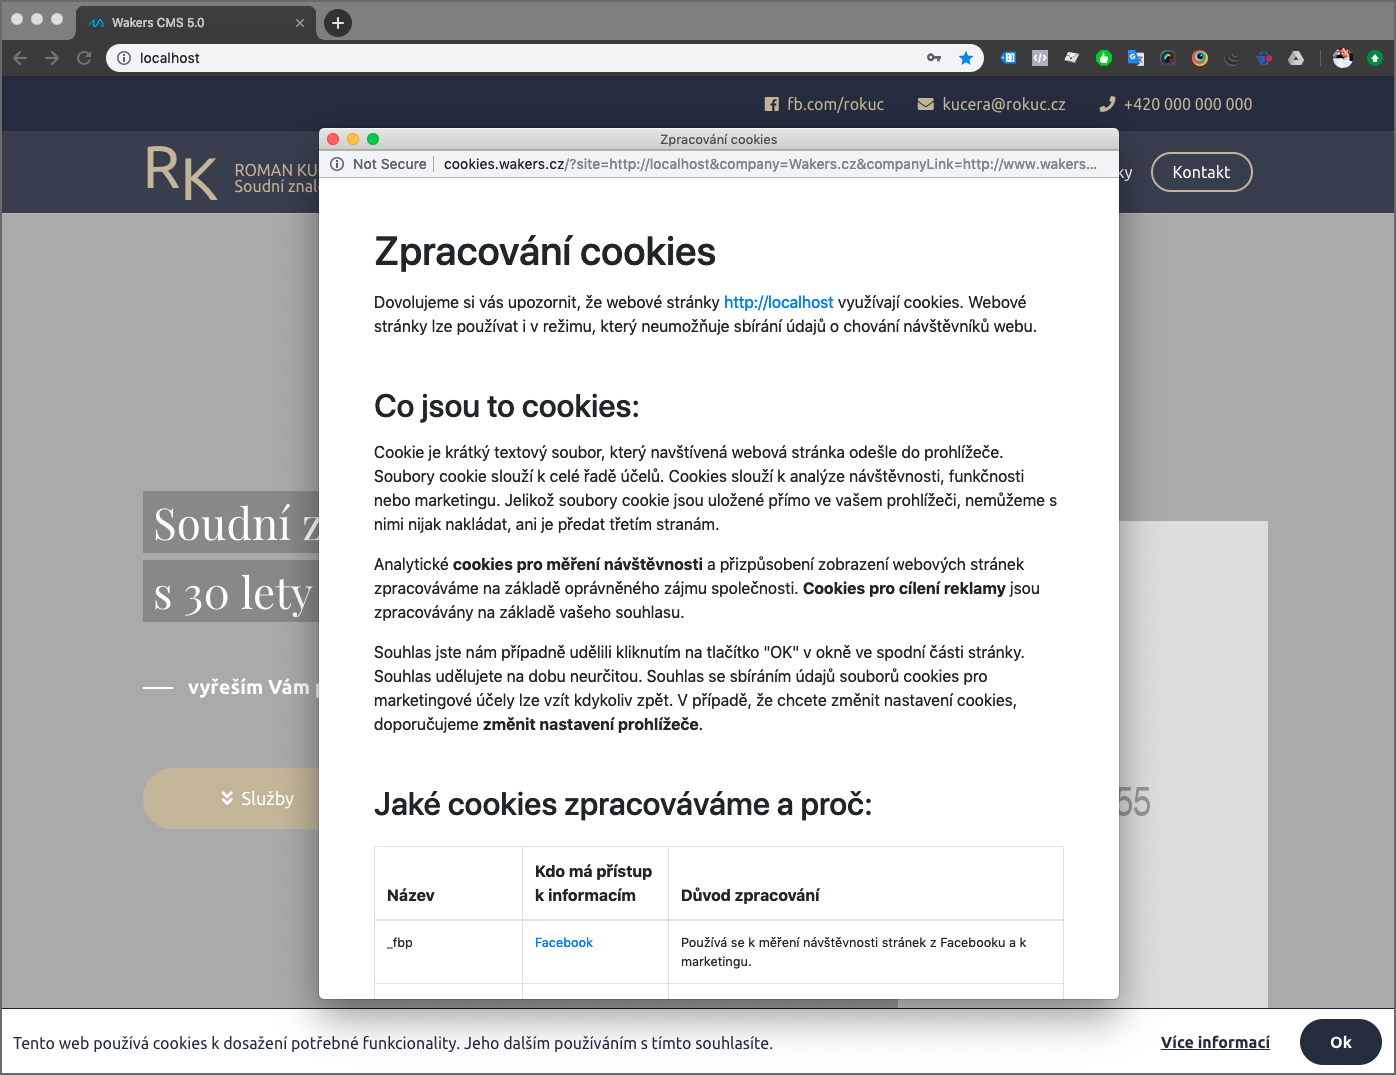 Wakers CMS 5.0
localhost
fb.com/rokuc kucera@rokuc.cz +420 000 000 000
Zpracování cookies
Not Secure cookies.wakers.cz/?site=http://localhost&company=Wakers.cz&companyLink=http://www.wakers...
RK
ROMAN KU
Soudní znal
ky
Kontakt
Zpracování cookies
Dovolujeme si vás upozornit, že webové stránky http://localhost využívají cookies. Webové
stránky lze používat i v režimu, který neumožňuje sbírání údajů o chování návštěvníků webu.
Co jsou to cookies:
Cookie je krátký textový soubor, který navštívená webová stránka odešle do prohlížeče.
Soubory cookie slouží k celé řadě účelů. Cookies slouží k analýze návštěvnosti, funkčnosti
nebo marketingu. Jelikož soubory cookie jsou uložené přímo ve vašem prohlížeči, nemůžeme s
nimi nijak nakládat, ani je předat třetím stranám.
Analytické cookies pro měření návštěvnosti a přizpůsobení zobrazení webových stránek
zpracováváme na základě oprávněného zájmu společnosti. Cookies pro cílení reklamy jsou
zpracovávány na základě vašeho souhlasu.
Souhlas jste nám případně udělili kliknutím na tlačítko "OK" v okně ve spodní části stránky.
Souhlas udělujete na dobu neurčitou. Souhlas se sbíráním údajů souborů cookies pro
marketingové účely lze vzít kdykoliv zpět. V případě, že chcete změnit nastavení cookies,
doporučujeme změnit nastavení prohlížeče.
Jaké cookies zpracováváme a proč:
Název
Kdo má přístup
k informacím
Důvod zpracování
_fbp
Facebook
Používá se k měření návštěvnosti stránek z Facebooku a k
marketingu.
Soudní z
s 30 lety
vyřeším Vám p
Služby
55
Tento web používá cookies k dosažení potřebné funkcionality. Jeho dalším používáním s tímto souhlasíte.
Více informací
Ok